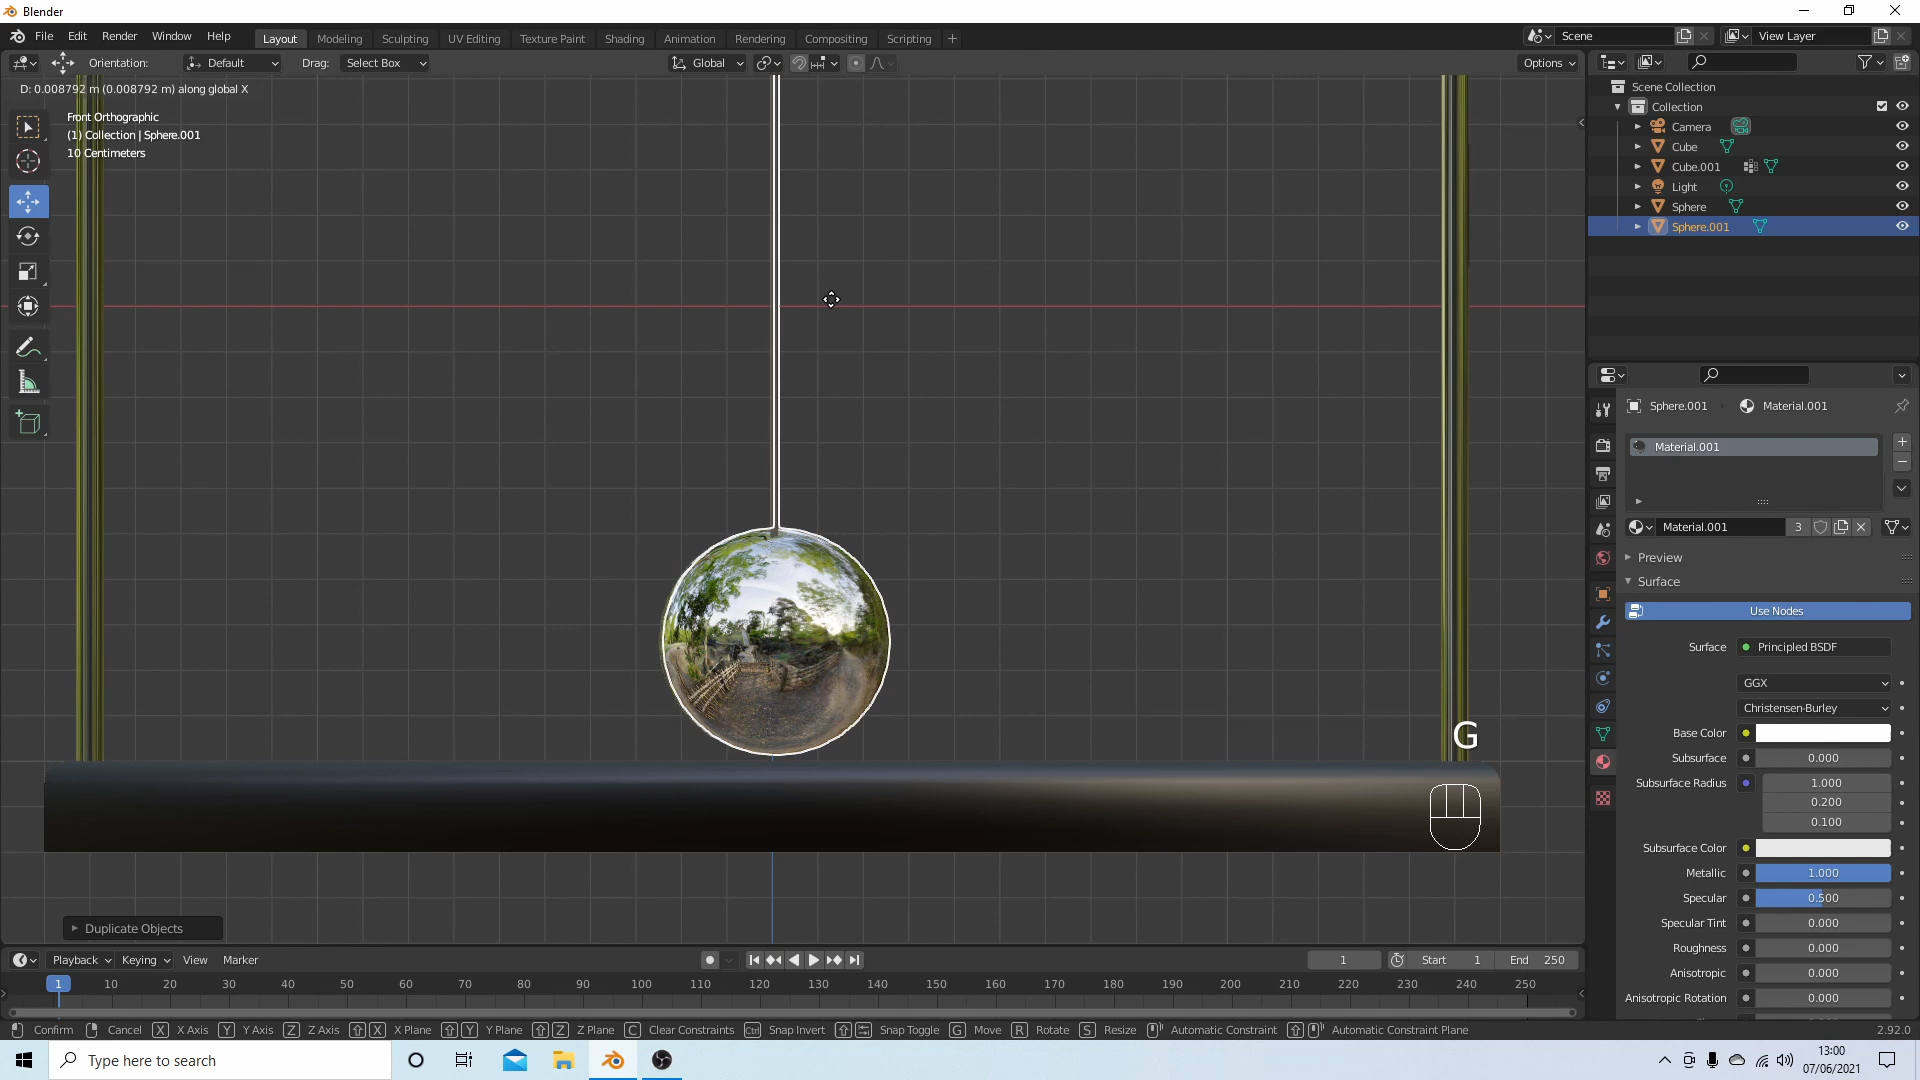 Blender
File Edit Render Window Help
Layout Modeling Sculpting UV Editing Texture Paint Shading Animation Rendering Compositing Scripting
Scene View Layer
Orientation: Default Drag: Select Box Global Options
D: 0.008792 m (0.008792 m) along global X
Front Orthographic
(1) Collection | Sphere.001
10 Centimeters
Scene Collection
Collection
Camera
Cube
Cube.001
Light
Sphere
Sphere.001
Sphere.001 Material.001
Material.001
Material.001 3
Preview
Surface
Use Nodes
Surface Principled BSDF
GGX
Christensen-Burley
Base Color
Subsurface 0.000
Subsurface Radius 1.000
0.200
0.100
Subsurface Color
Metallic 1.000
Specular 0.500
Specular Tint 0.000
Roughness 0.000
Anisotropic 0.000
Anisotropic Rotation 0.000
G
Duplicate Objects
Playback Keying View Marker 1 Start 1 End 250
1 10 20 30 40 50 60 70 80 90 100 110 120 130 140 150 160 170 180 190 200 210 220 230 240 250
Confirm Cancel X X Axis Y Y Axis Z Z Axis X X Plane Y Y Plane Z Z Plane C Clear Constraints Ctrl Snap Invert Snap Toggle G Move R Rotate S Resize Automatic Constraint Automatic Constraint Plane 2.92.0
Type here to search
13:00
07/06/2021